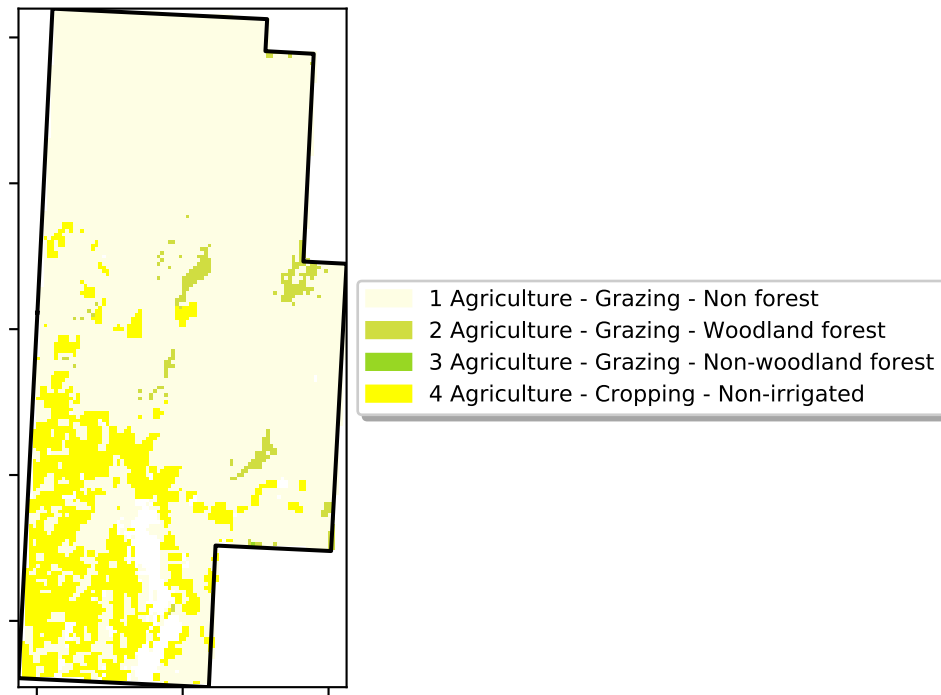 1 Agriculture - Grazing - Non forest
2 Agriculture - Grazing - Woodland forest
3 Agriculture - Grazing - Non-woodland forest
4 Agriculture - Cropping - Non-irrigated